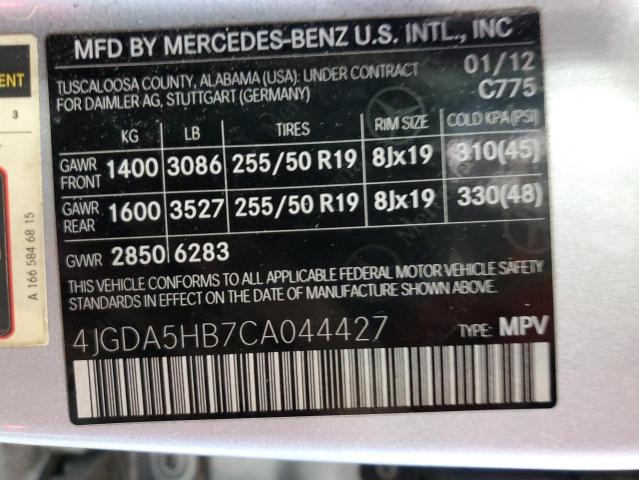 MFD BY MERCEDES-BENZ U.S. INTL., INC
TUSCALOOSA COUNTY, ALABAMA (USA): UNDER CONTRACT 01/12
FOR DAIMLER AG, STUTTGART (GERMANY) C775
KG LB TIRES RIM SIZE COLD KPA(PSI)
GAWR FRONT 1400 3086 255/50 R19 8Jx19 310(45)
GAWR REAR 1600 3527 255/50 R19 8Jx19 330(48)
GVWR 2850 6283
THIS VEHICLE CONFORMS TO ALL APPLICABLE FEDERAL MOTOR VEHICLE SAFETY
STANDARDS IN EFFECT ON THE DATE OF MANUFACTURE SHOWN ABOVE.
4JGDA5HB7CA044427 TYPE: MPV
3
A 166 584 68 15